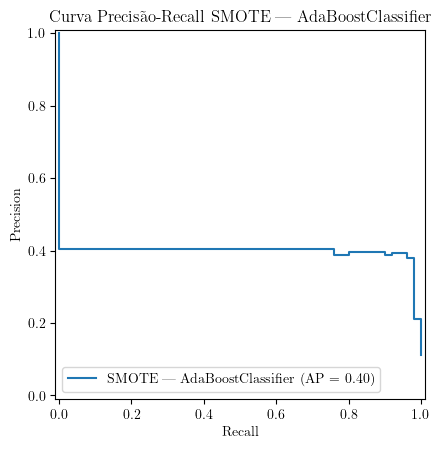 Curva Precisão-Recall SMOTE — AdaBoostClassifier
1.0
0.8
0.6
0.4
0.2
0.0
Precision
SMOTE — AdaBoostClassifier (AP = 0.40)
0.0 0.2 0.4 0.6 0.8 1.0
Recall